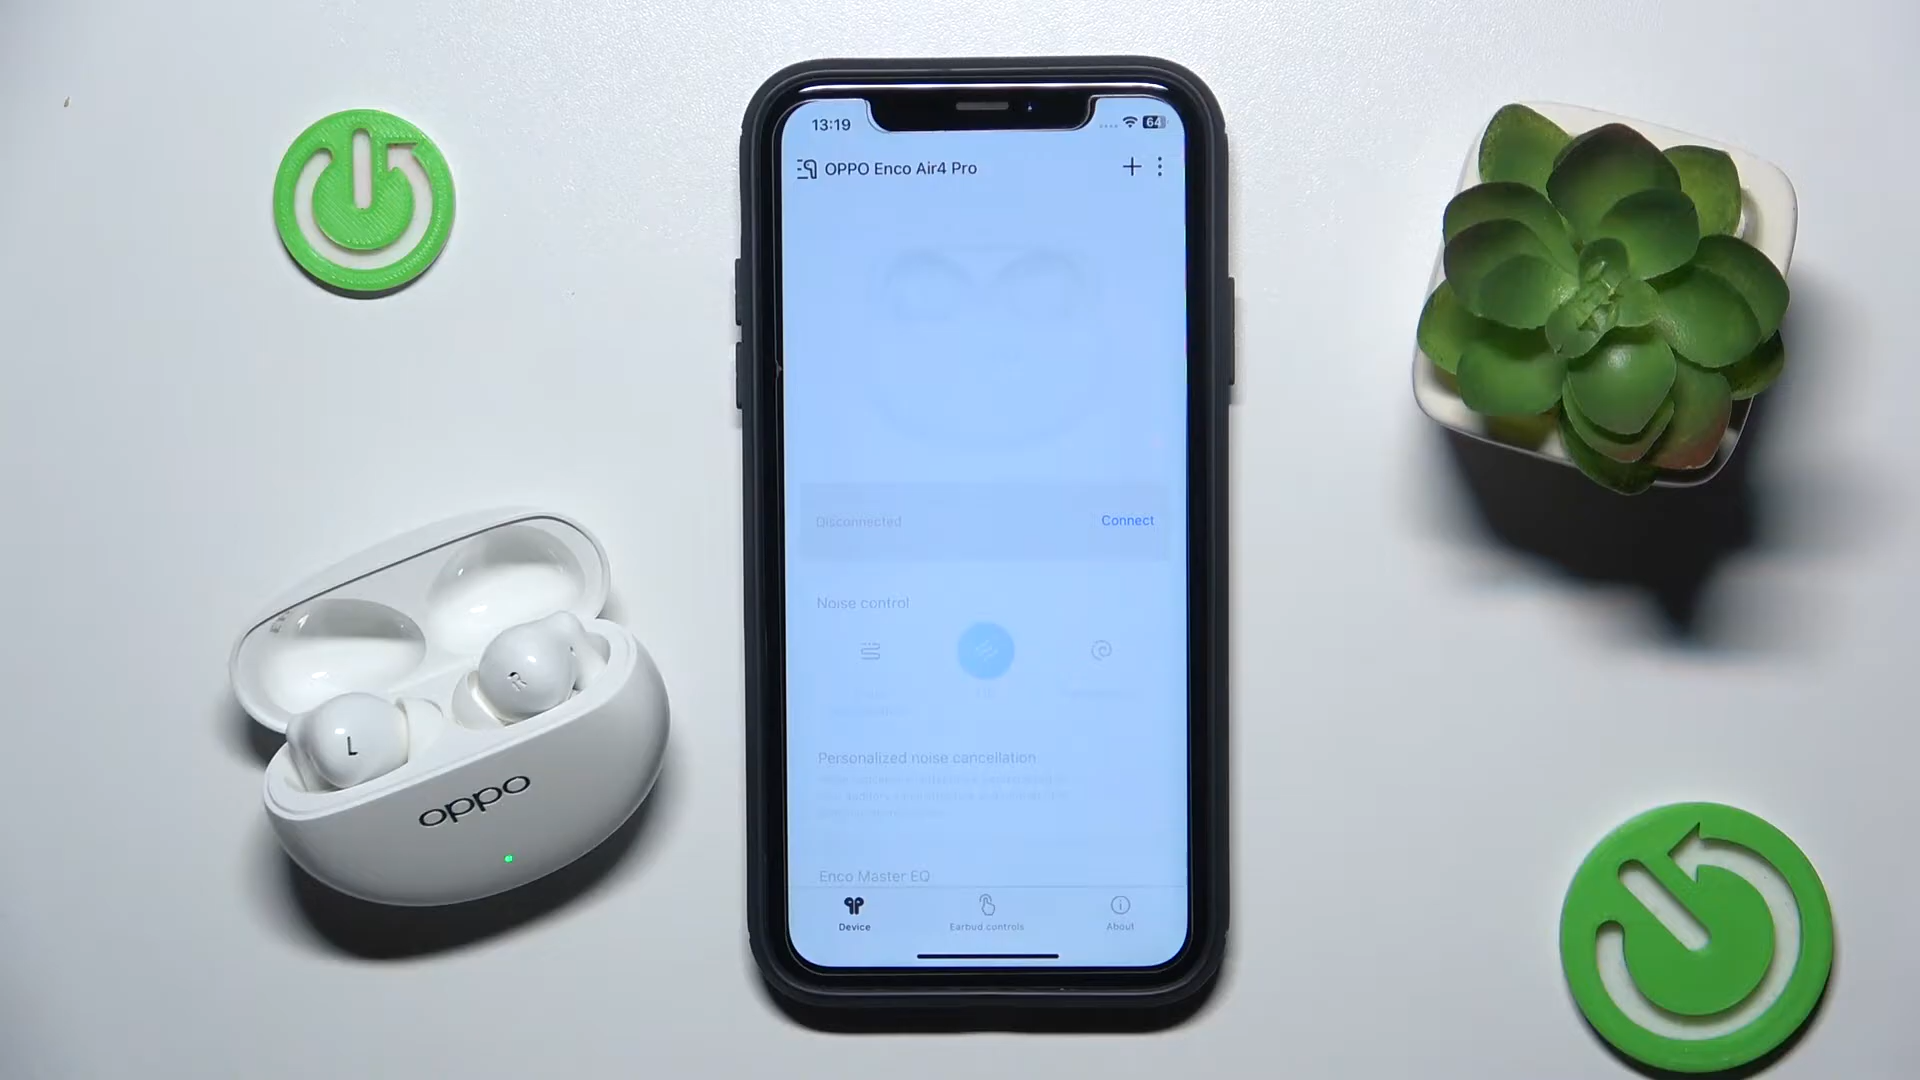 13:19
64
OPPO Enco Air4 Pro
Disconnected
Connect
Noise control
Personalized noise cancellation
Enco Master EQ
Device
Earbud controls
About
R
L
oppo